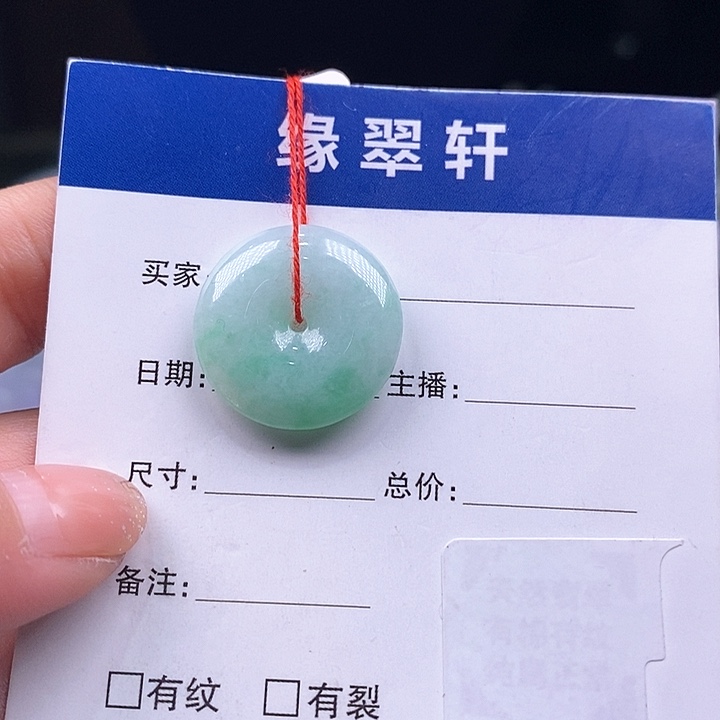 缘翠轩
买家
日期: 主播:
尺寸: 总价:
备注:
□有纹 □有裂